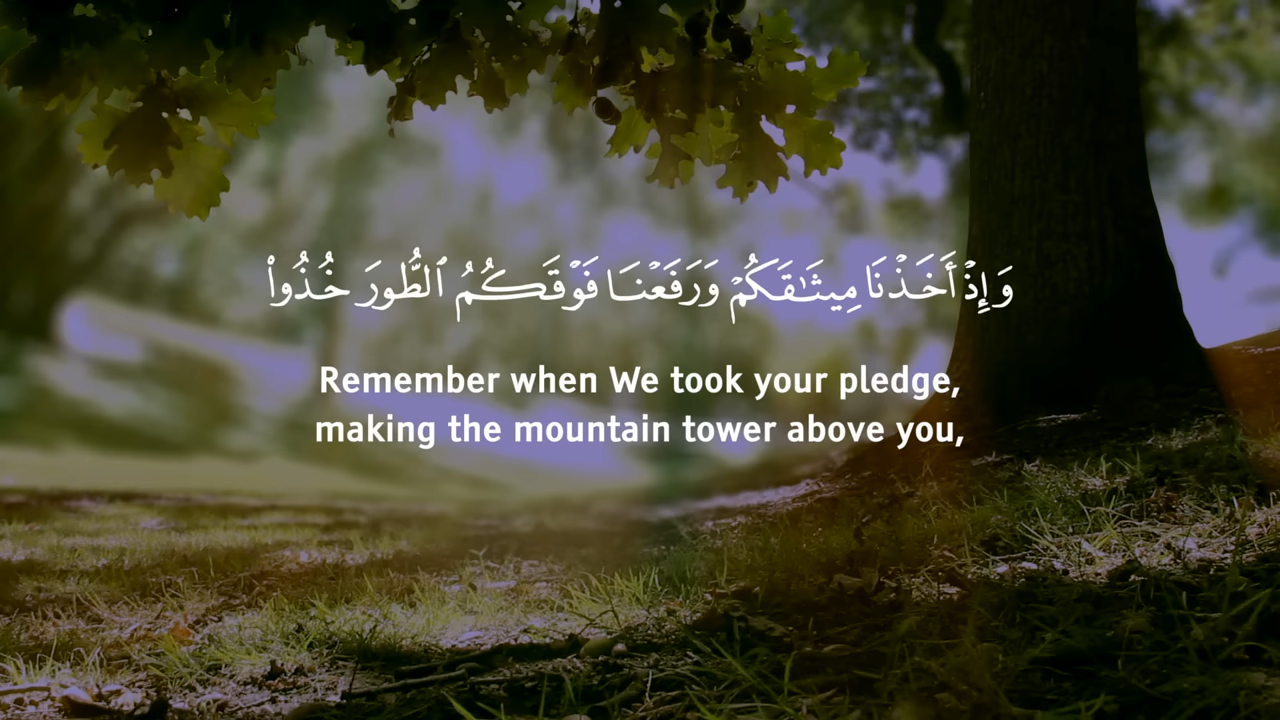 وَإِذْ أَخَذْنَا مِيثَـٰقَكُمْ وَرَفَعْنَا فَوْقَكُمُ ٱلطُّورَ خُذُوا۟
Remember when We took your pledge,
making the mountain tower above you,